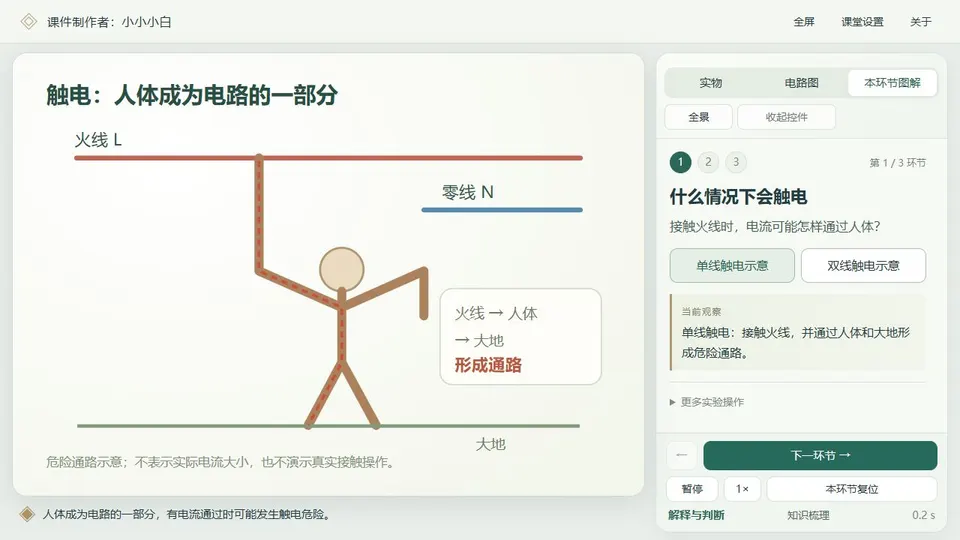 课件制作者：小小小白
全屏 课堂设置 关于
触电：人体成为电路的一部分
火线 L
零线 N
火线 → 人体
→ 大地
形成通路
大地
危险通路示意；不表示实际电流大小，也不演示真实接触操作。
人体成为电路的一部分，有电流通过时可能发生触电危险。
实物 电路图 本环节图解
全景 收起控件
1 2 3 第 1 / 3 环节
什么情况下会触电
接触火线时，电流可能怎样通过人体？
单线触电示意 双线触电示意
当前观察
单线触电：接触火线，并通过人体和大地形
成危险通路。
▶ 更多实验操作
← 下一环节 →
暂停 1× 本环节复位
解释与判断 知识梳理 0.2 s